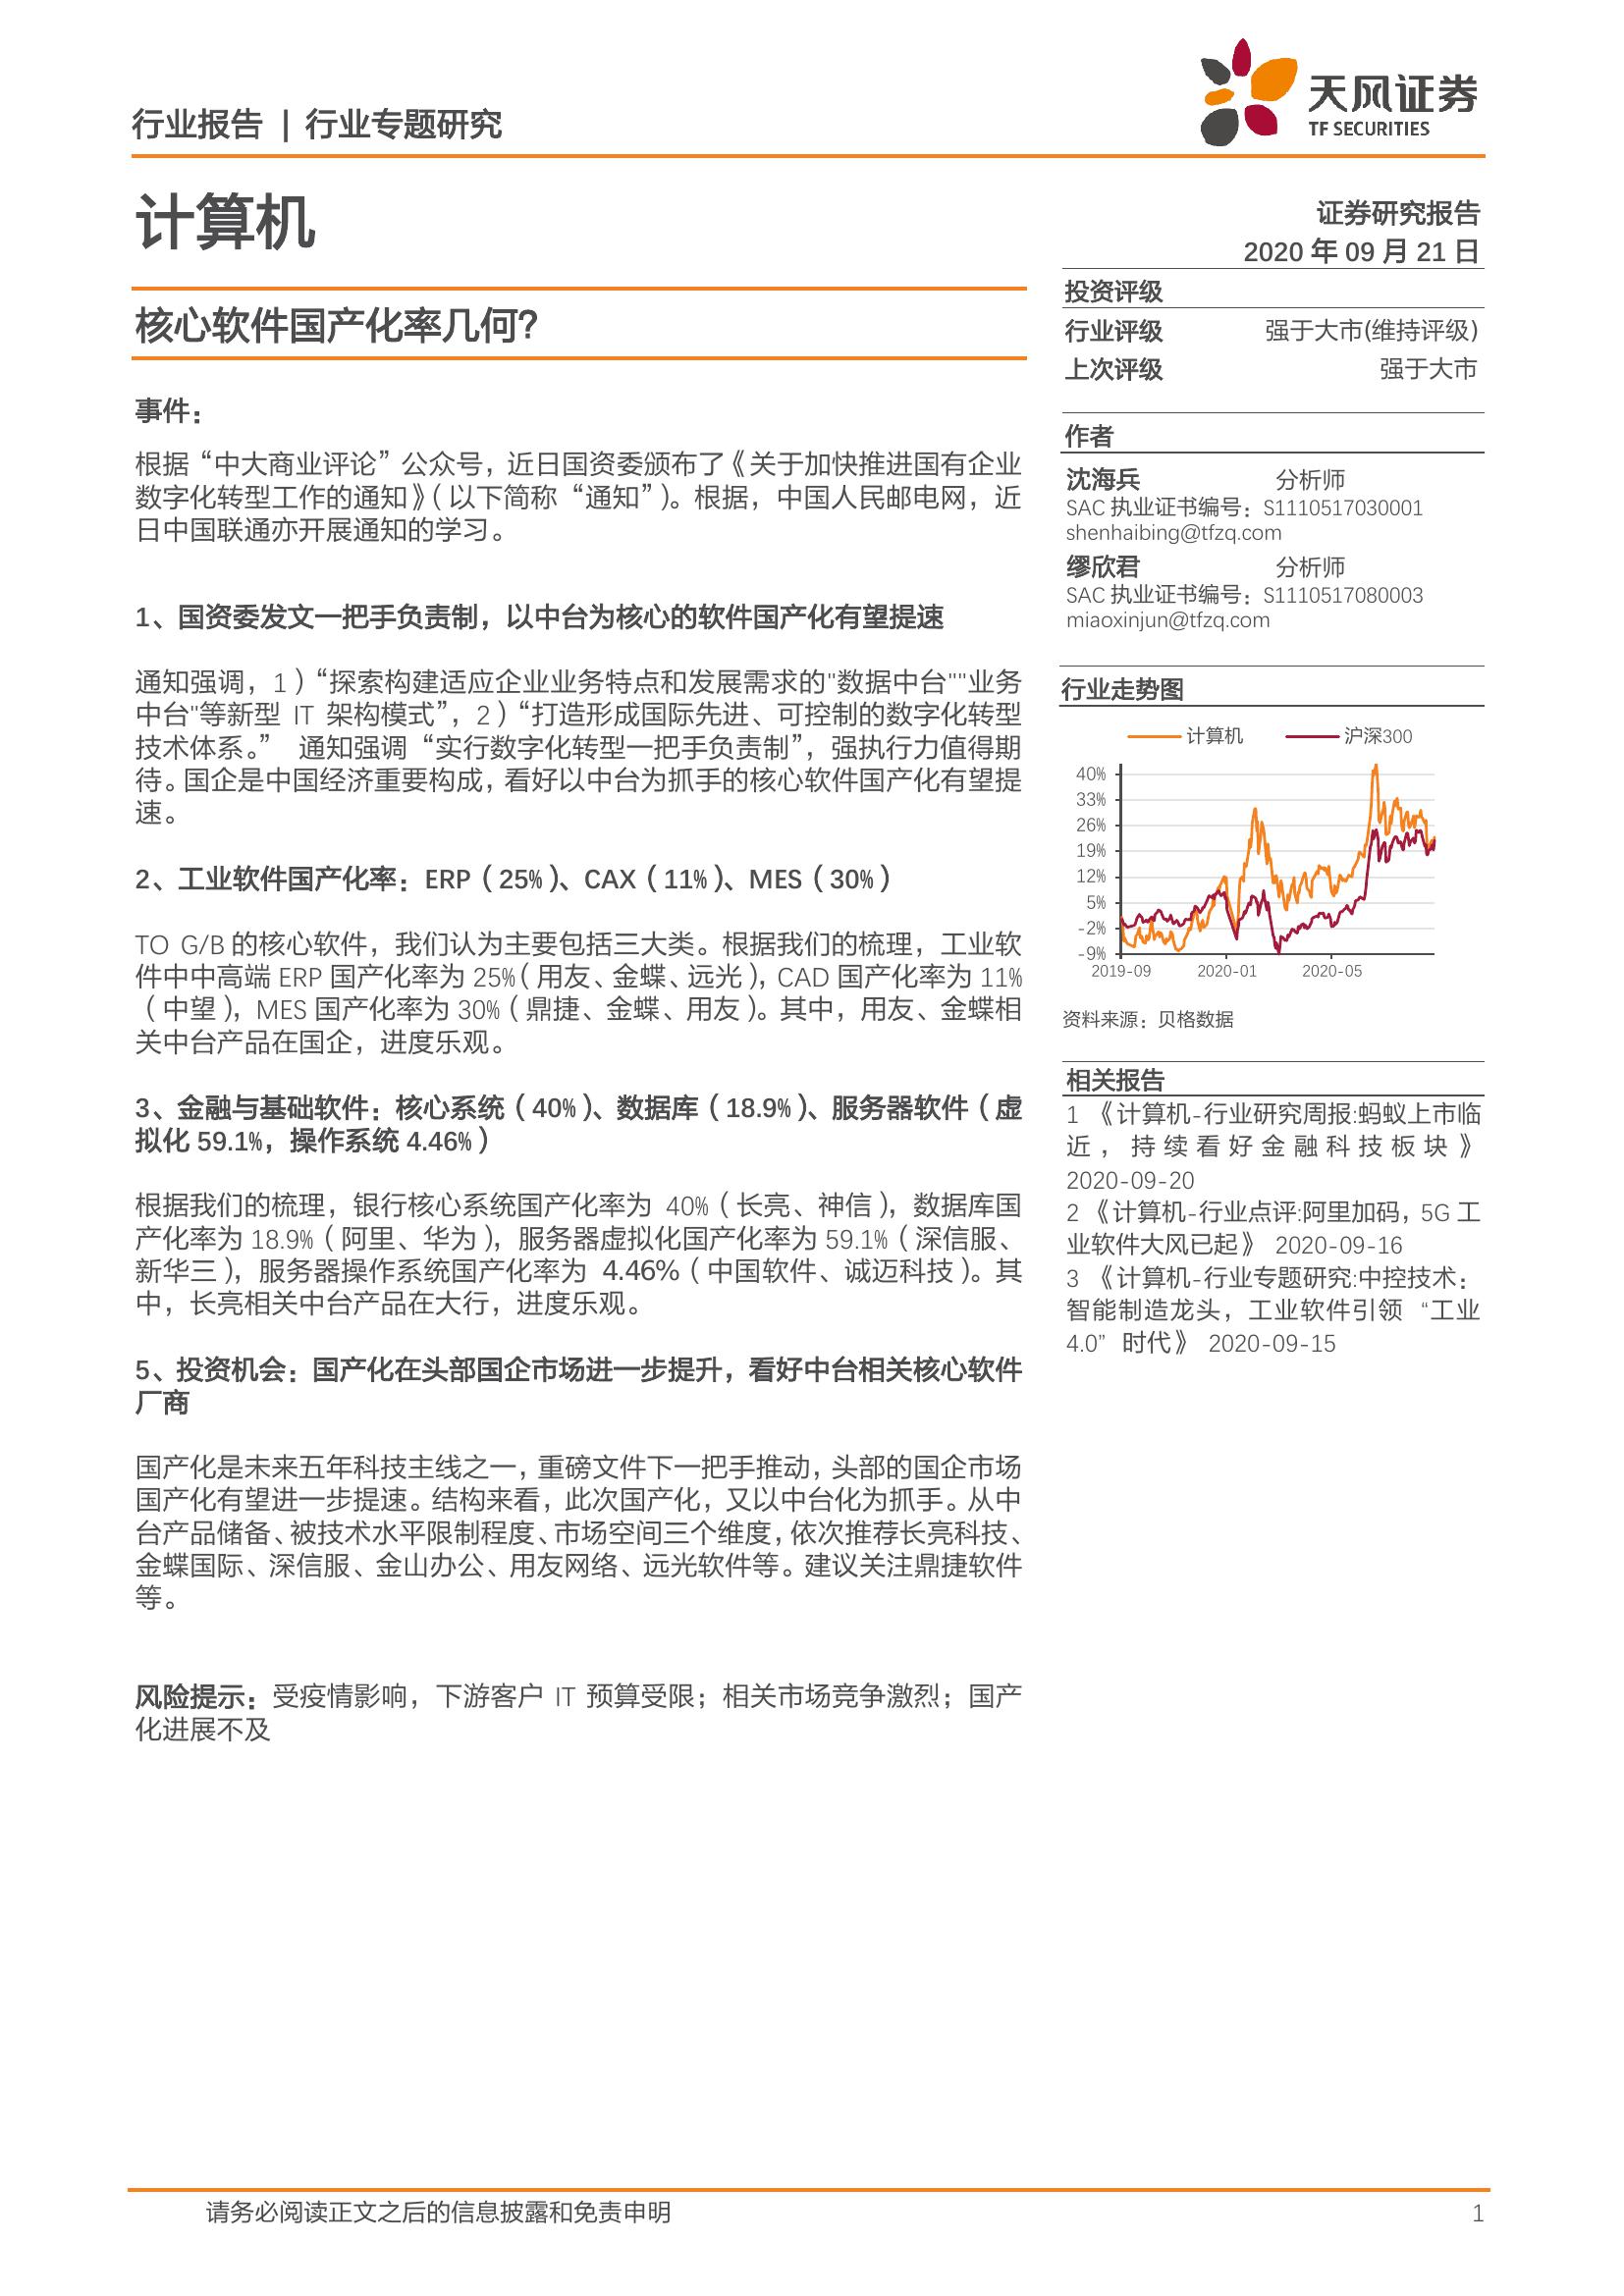 行业报告 | 行业专题研究
天风证券
TF SECURITIES
计算机
证券研究报告
2020 年 09 月 21 日
核心软件国产化率几何?
事件：
根据“中大商业评论”公众号，近日国资委颁布了《关于加快推进国有企业
数字化转型工作的通知》（以下简称“通知”）。根据，中国人民邮电网，近
日中国联通亦开展通知的学习。
1、国资委发文一把手负责制，以中台为核心的软件国产化有望提速
通知强调，1）“探索构建适应企业业务特点和发展需求的"数据中台""业务
中台"等新型 IT 架构模式”，2）“打造形成国际先进、可控制的数字化转型
技术体系。” 通知强调“实行数字化转型一把手负责制”，强执行力值得期
待。国企是中国经济重要构成，看好以中台为抓手的核心软件国产化有望提
速。
2、工业软件国产化率：ERP（25%）、CAX（11%）、MES（30%）
TO G/B 的核心软件，我们认为主要包括三大类。根据我们的梳理，工业软
件中中高端 ERP 国产化率为 25%（用友、金蝶、远光），CAD 国产化率为 11%
（中望），MES 国产化率为 30%（鼎捷、金蝶、用友）。其中，用友、金蝶相
关中台产品在国企，进度乐观。
3、金融与基础软件：核心系统（40%）、数据库（18.9%）、服务器软件（虚
拟化 59.1%，操作系统 4.46%）
根据我们的梳理，银行核心系统国产化率为 40%（长亮、神信），数据库国
产化率为 18.9%（阿里、华为），服务器虚拟化国产化率为 59.1%（深信服、
新华三），服务器操作系统国产化率为 4.46%（中国软件、诚迈科技）。其
中，长亮相关中台产品在大行，进度乐观。
5、投资机会：国产化在头部国企市场进一步提升，看好中台相关核心软件
厂商
国产化是未来五年科技主线之一，重磅文件下一把手推动，头部的国企市场
国产化有望进一步提速。结构来看，此次国产化，又以中台化为抓手。从中
台产品储备、被技术水平限制程度、市场空间三个维度，依次推荐长亮科技、
金蝶国际、深信服、金山办公、用友网络、远光软件等。建议关注鼎捷软件
等。
风险提示：受疫情影响，下游客户 IT 预算受限；相关市场竞争激烈；国产
化进展不及
投资评级
行业评级 强于大市(维持评级)
上次评级 强于大市
作者
沈海兵 分析师
SAC 执业证书编号：S1110517030001
shenhaibing@tfzq.com
缪欣君 分析师
SAC 执业证书编号：S1110517080003
miaoxinjun@tfzq.com
行业走势图
计算机 沪深300
40%
33%
26%
19%
12%
5%
-2%
-9%
2019-09 2020-01 2020-05
资料来源：贝格数据
相关报告
1 《计算机-行业研究周报:蚂蚁上市临
近，持续看好金融科技板块》
2020-09-20
2 《计算机-行业点评:阿里加码，5G 工
业软件大风已起》 2020-09-16
3 《计算机-行业专题研究:中控技术：
智能制造龙头，工业软件引领 “工业
4.0” 时代》 2020-09-15
请务必阅读正文之后的信息披露和免责申明 1